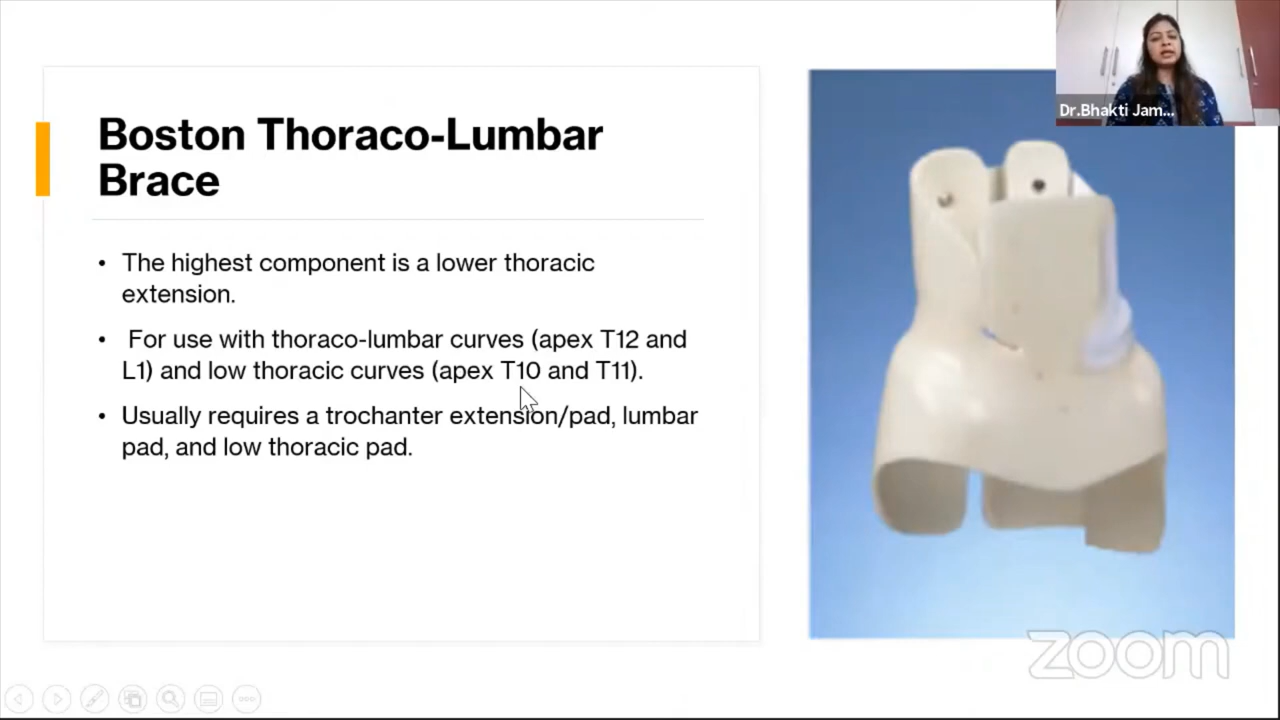 Dr.Bhakti Jam...
Boston Thoraco-Lumbar
Brace
• The highest component is a lower thoracic
extension.
• For use with thoraco-lumbar curves (apex T12 and
L1) and low thoracic curves (apex T10 and T11).
• Usually requires a trochanter extension/pad, lumbar
pad, and low thoracic pad.
zoom